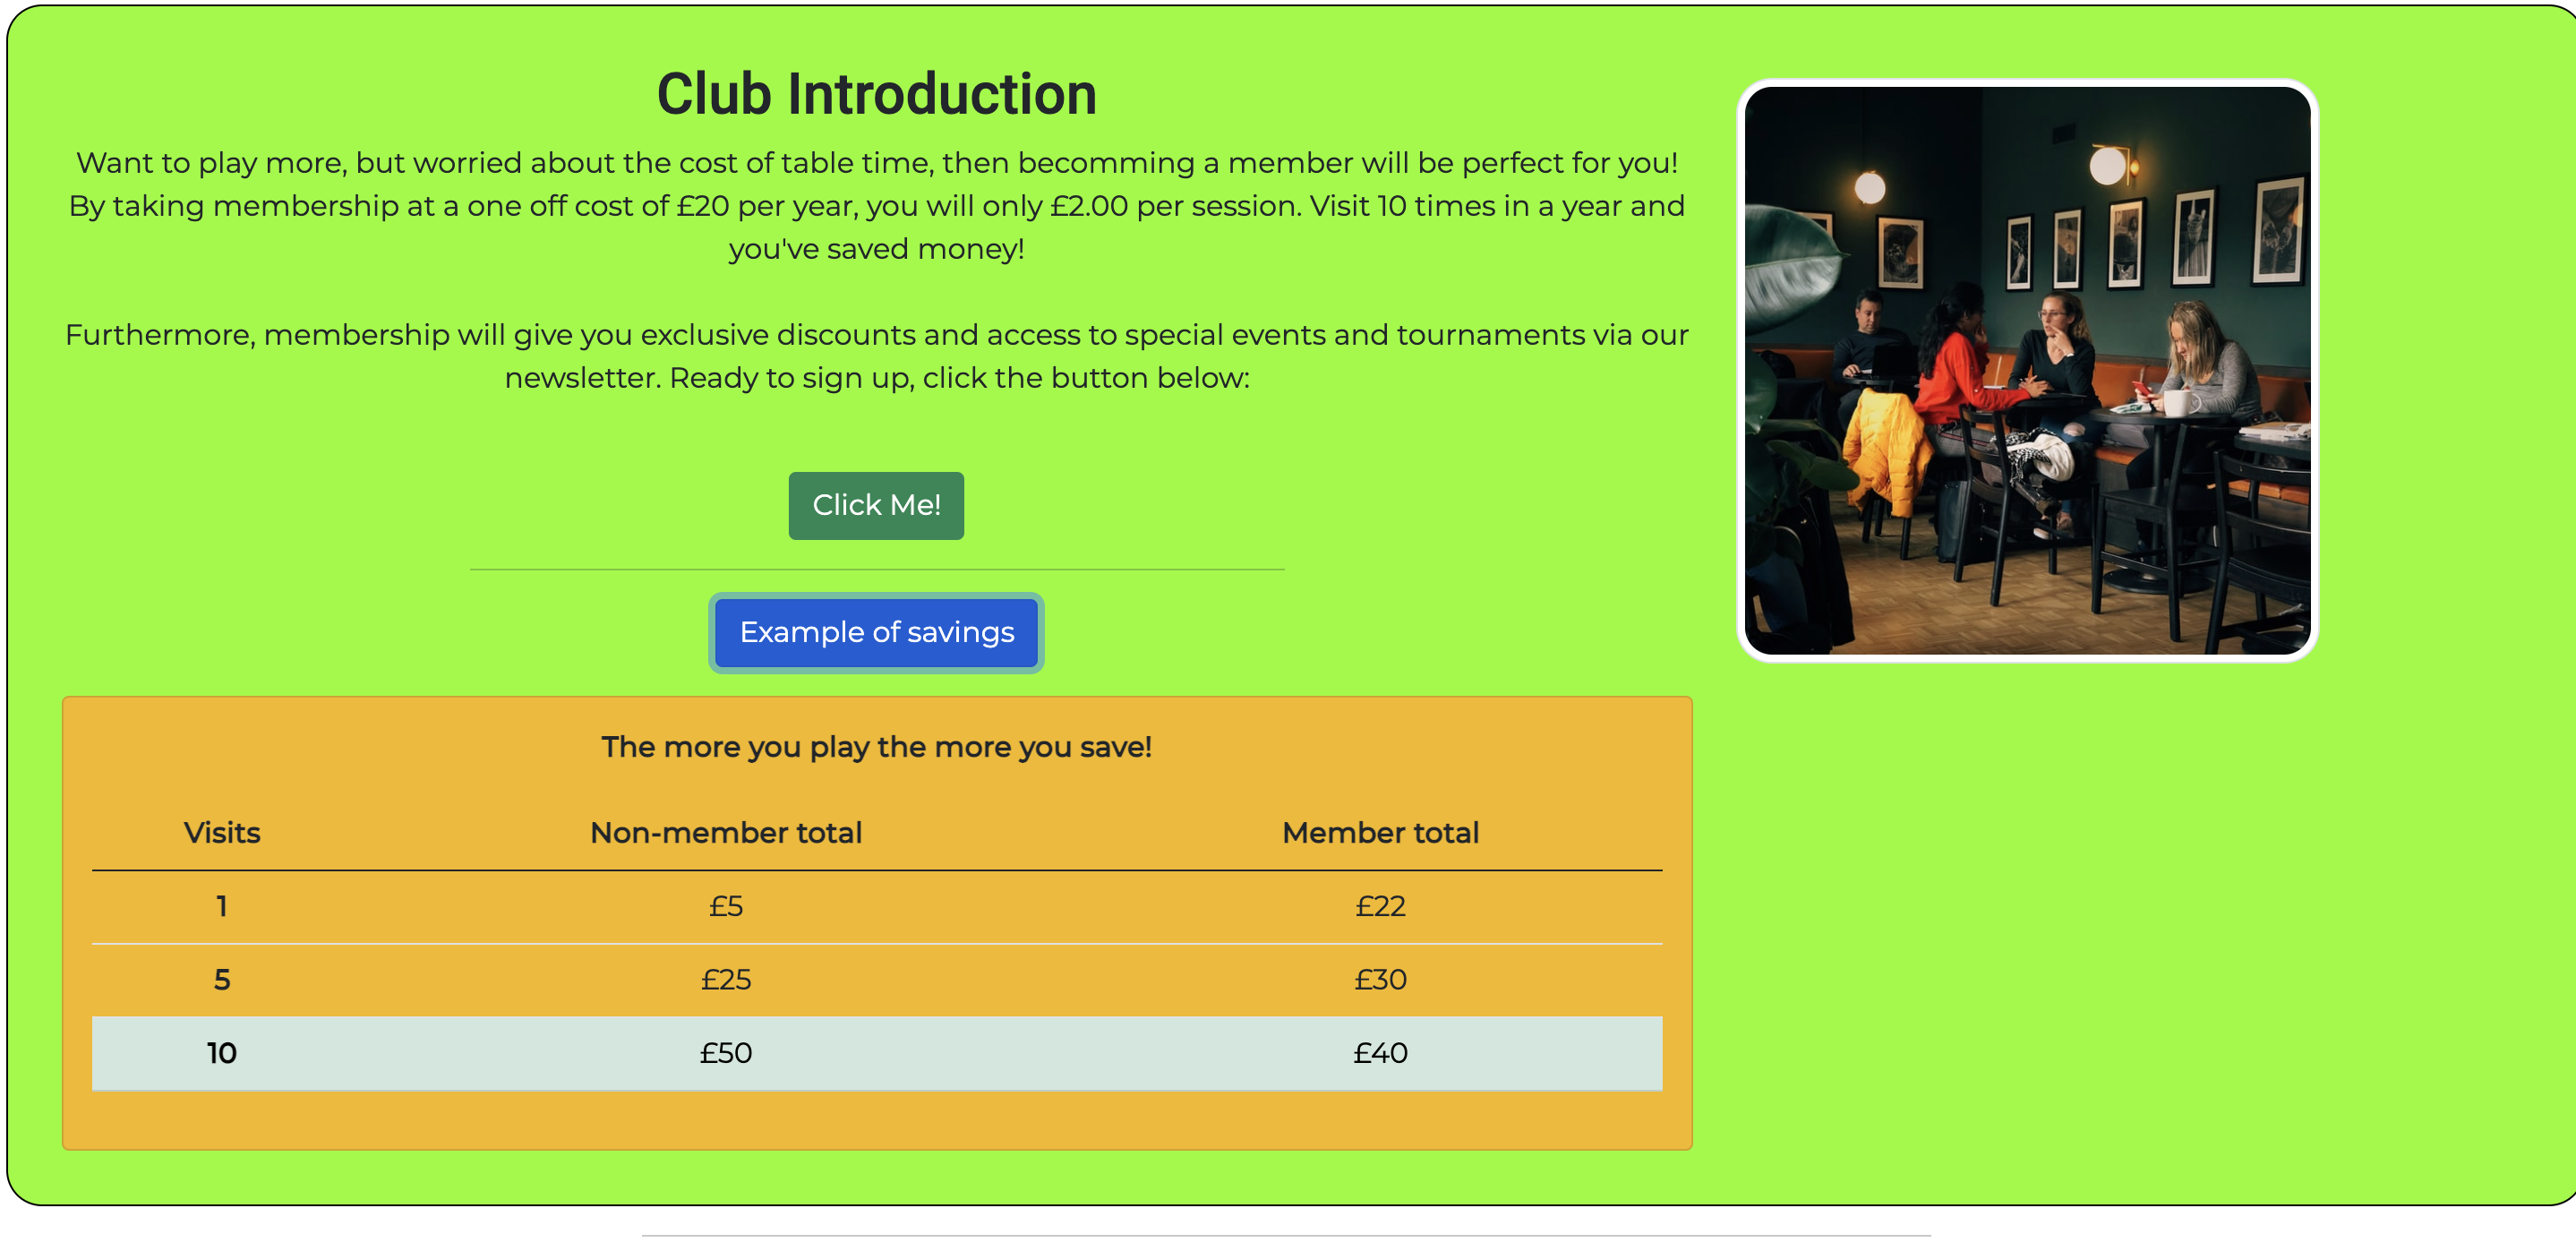 Club Introduction
Want to play more, but worried about the cost of table time, then becomming a member will be perfect for you!
By taking membership at a one off cost of £20 per year, you will only £2.00 per session. Visit 10 times in a year and
you've saved money!
Furthermore, membership will give you exclusive discounts and access to special events and tournaments via our
newsletter. Ready to sign up, click the button below:
Click Me!
Example of savings
The more you play the more you save!
Visits Non-member total Member total
1 £5 £22
5 £25 £30
10 £50 £40